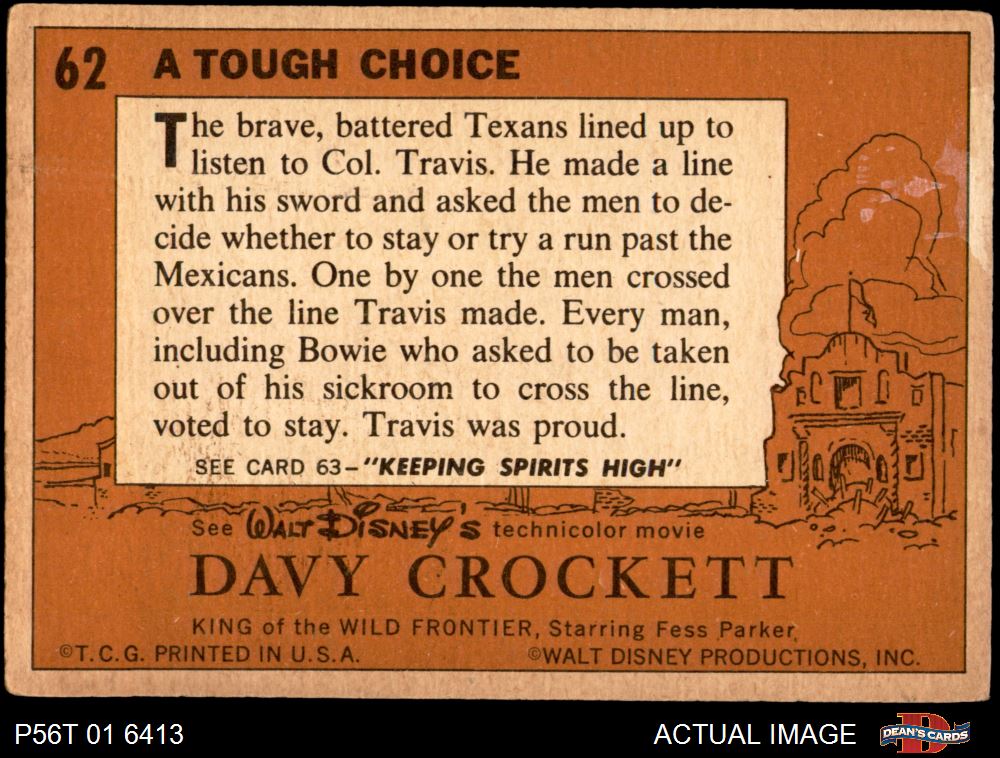 62 A TOUGH CHOICE
The brave, battered Texans lined up to
listen to Col. Travis. He made a line
with his sword and asked the men to de-
cide whether to stay or try a run past the
Mexicans. One by one the men crossed
over the line Travis made. Every man,
including Bowie who asked to be taken
out of his sickroom to cross the line,
voted to stay. Travis was proud.
SEE CARD 63–"KEEPING SPIRITS HIGH"
See WALT DISNEY'S technicolor movie
DAVY CROCKETT
KING of the WILD FRONTIER, Starring Fess Parker
©T.C.G. PRINTED IN U.S.A. ©WALT DISNEY PRODUCTIONS, INC.
P56T 01 6413 ACTUAL IMAGE DEAN'S CARDS